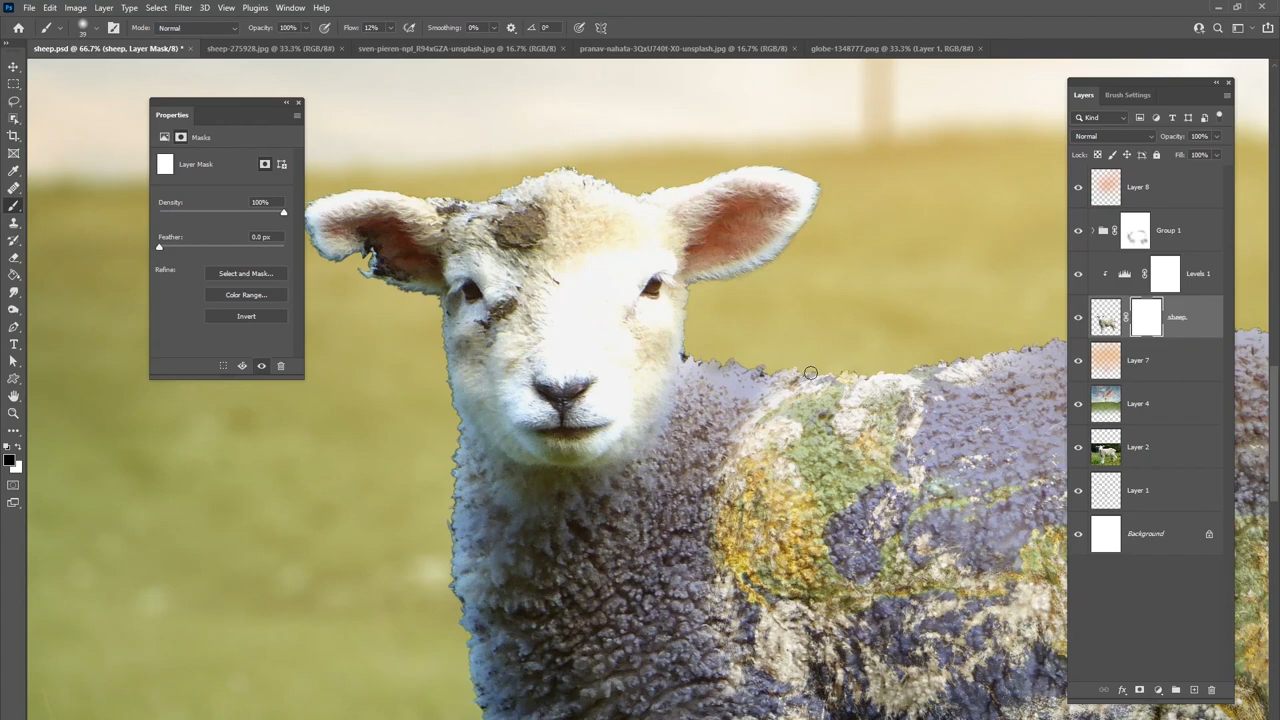 Ps File Edit Image Layer Type Select Filter 3D View Plugins Window Help
Mode: Normal Opacity: 100% Flow: 12% Smoothing: 0% 0°
39
sheep.psd @ 66.7% (sheep, Layer Mask/8) * × sheep-275928.jpg @ 33.3% (RGB/8#) × sven-pieren-npl_R94xGZA-unsplash.jpg @ 16.7% (RGB/8) × pranav-nahata-3QxU740t-X0-unsplash.jpg @ 16.7% (RGB/8) × globe-1348777.png @ 33.3% (Layer 1, RGB/8#) ×
Properties
Masks
Layer Mask
Density: 100%
Feather: 0.0 px
Refine: Select and Mask...
Color Range...
Invert
Layers Brush Settings
Kind
Normal Opacity: 100%
Lock: Fill: 100%
Layer 8
Group 1
Levels 1
sheep
Layer 7
Layer 4
Layer 2
Layer 1
Background
fx